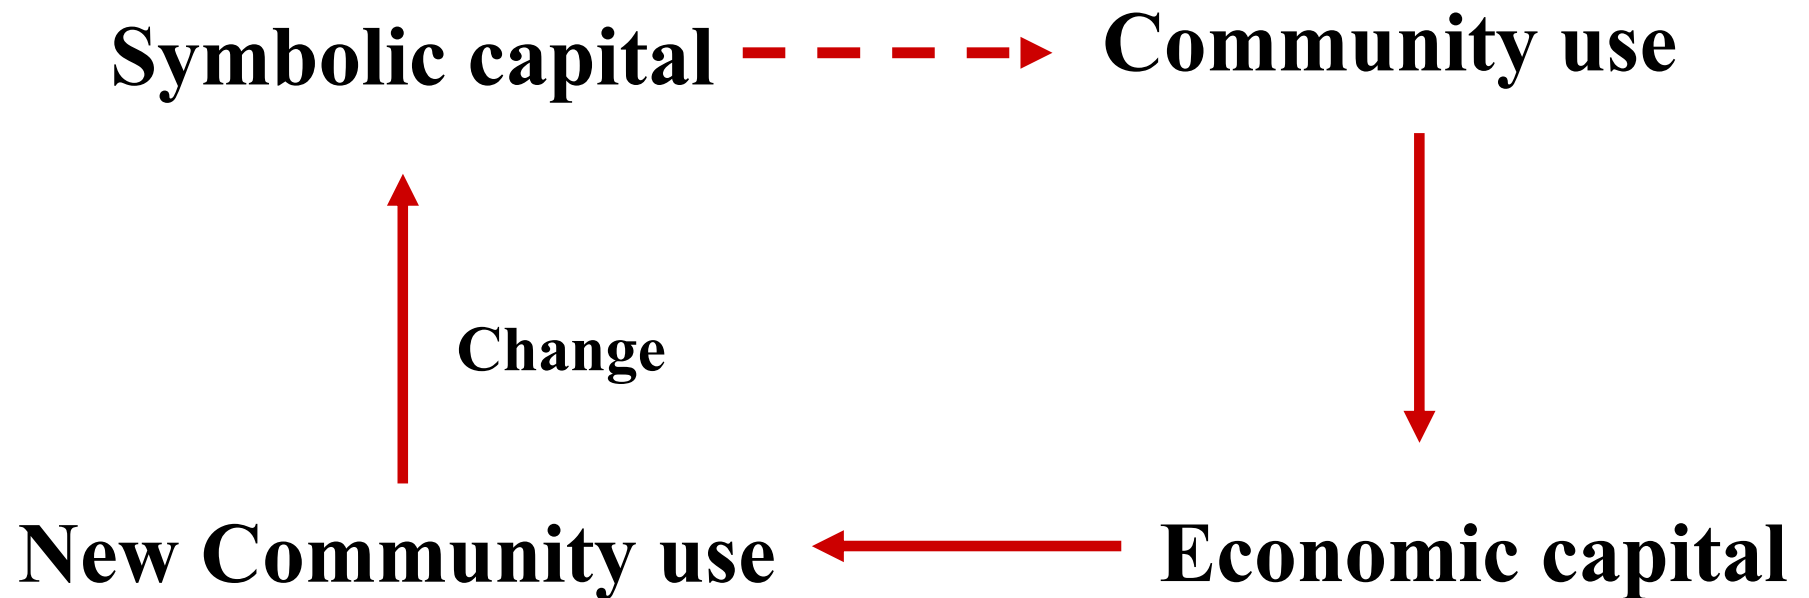 Symbolic capital
Community use
Change
New Community use
Economic capital